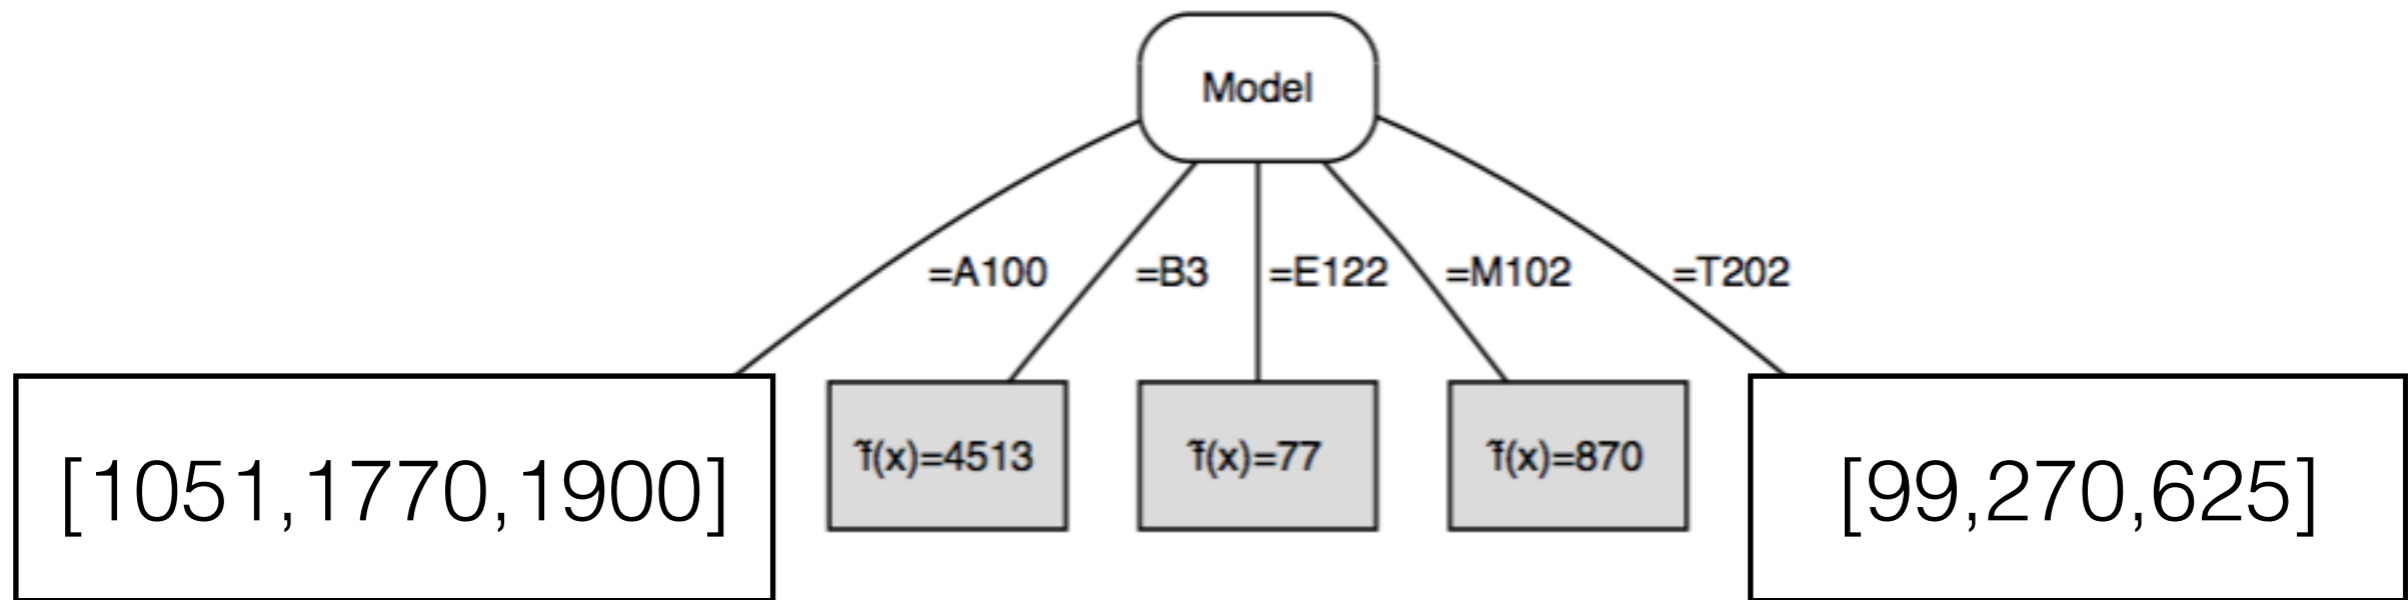 Model
=A100 =B3 =E122 =M102 =T202
[1051,1770,1900] f̃(x)=4513 f̃(x)=77 f̃(x)=870 [99,270,625]